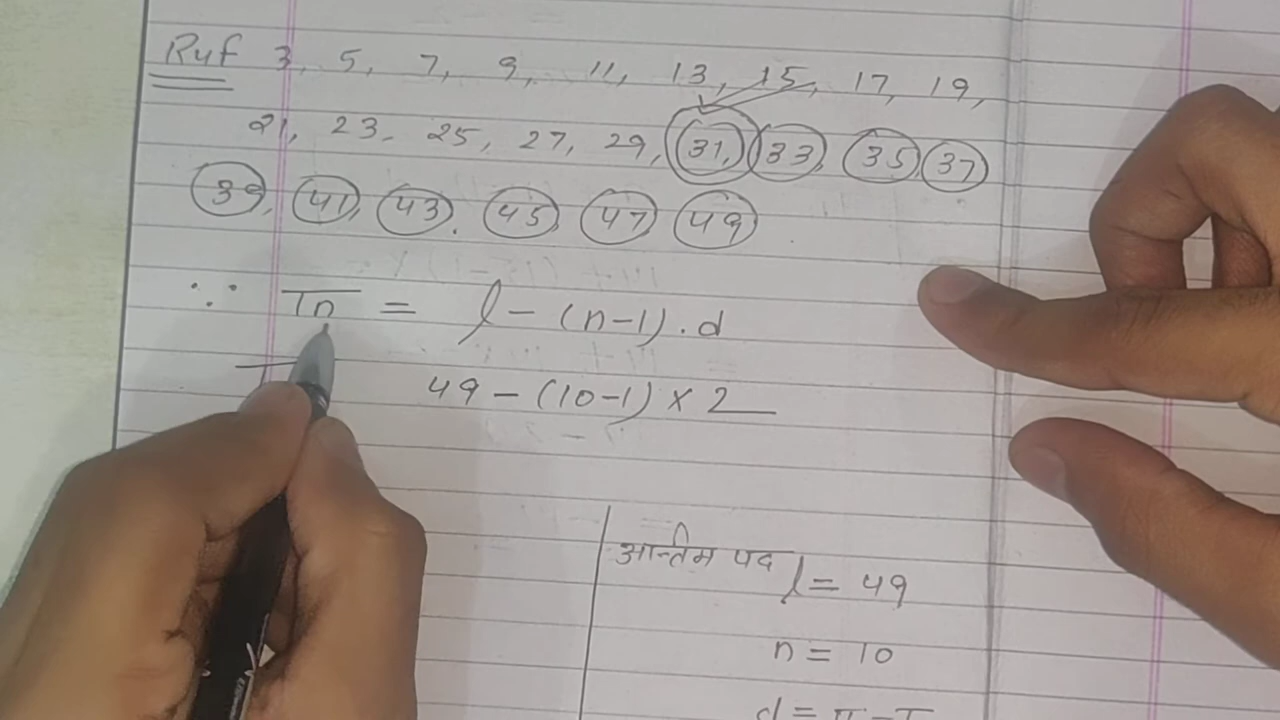 Ruf 3, 5, 7, 9, 11, 13, 15, 17, 19,
21, 23, 25, 27, 29, 31, 33, 35, 37
39, 41, 43, 45, 47, 49
∵ Tn = l - (n-1).d
49 - (10-1) × 2
अन्तिम पद l = 49
n = 10
d =